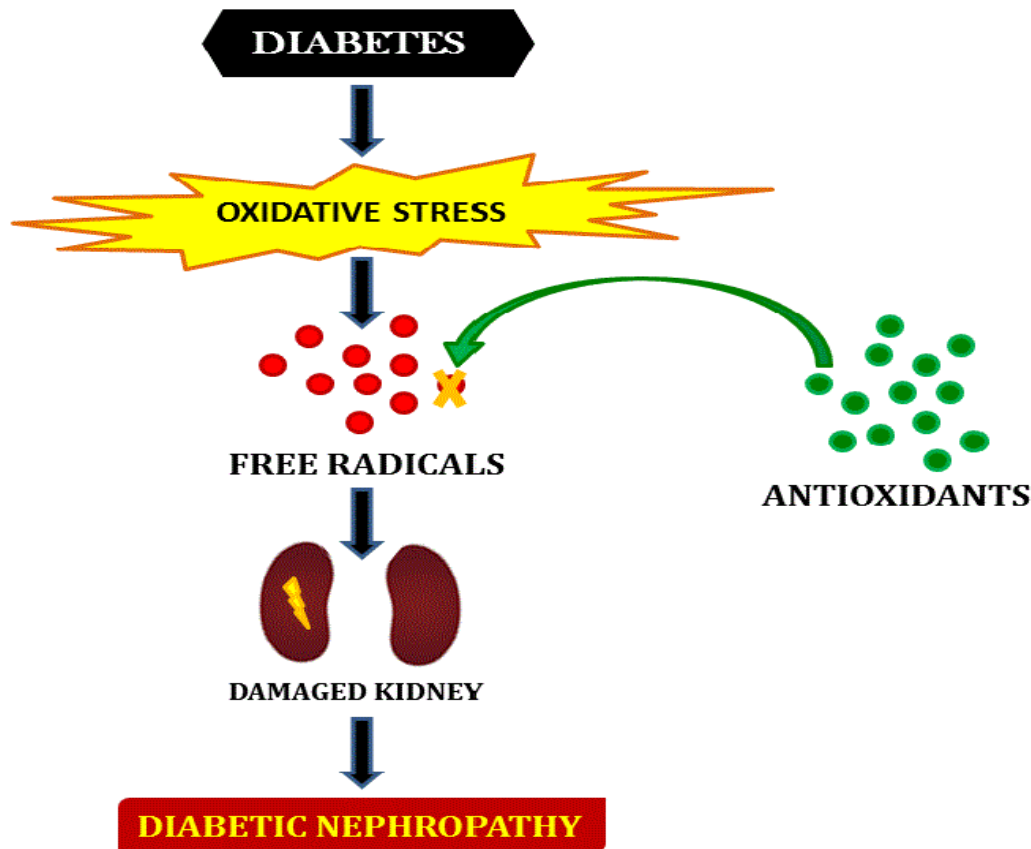 DIABETES
OXIDATIVE STRESS
FREE RADICALS
ANTIOXIDANTS
DAMAGED KIDNEY
DIABETIC NEPHROPATHY